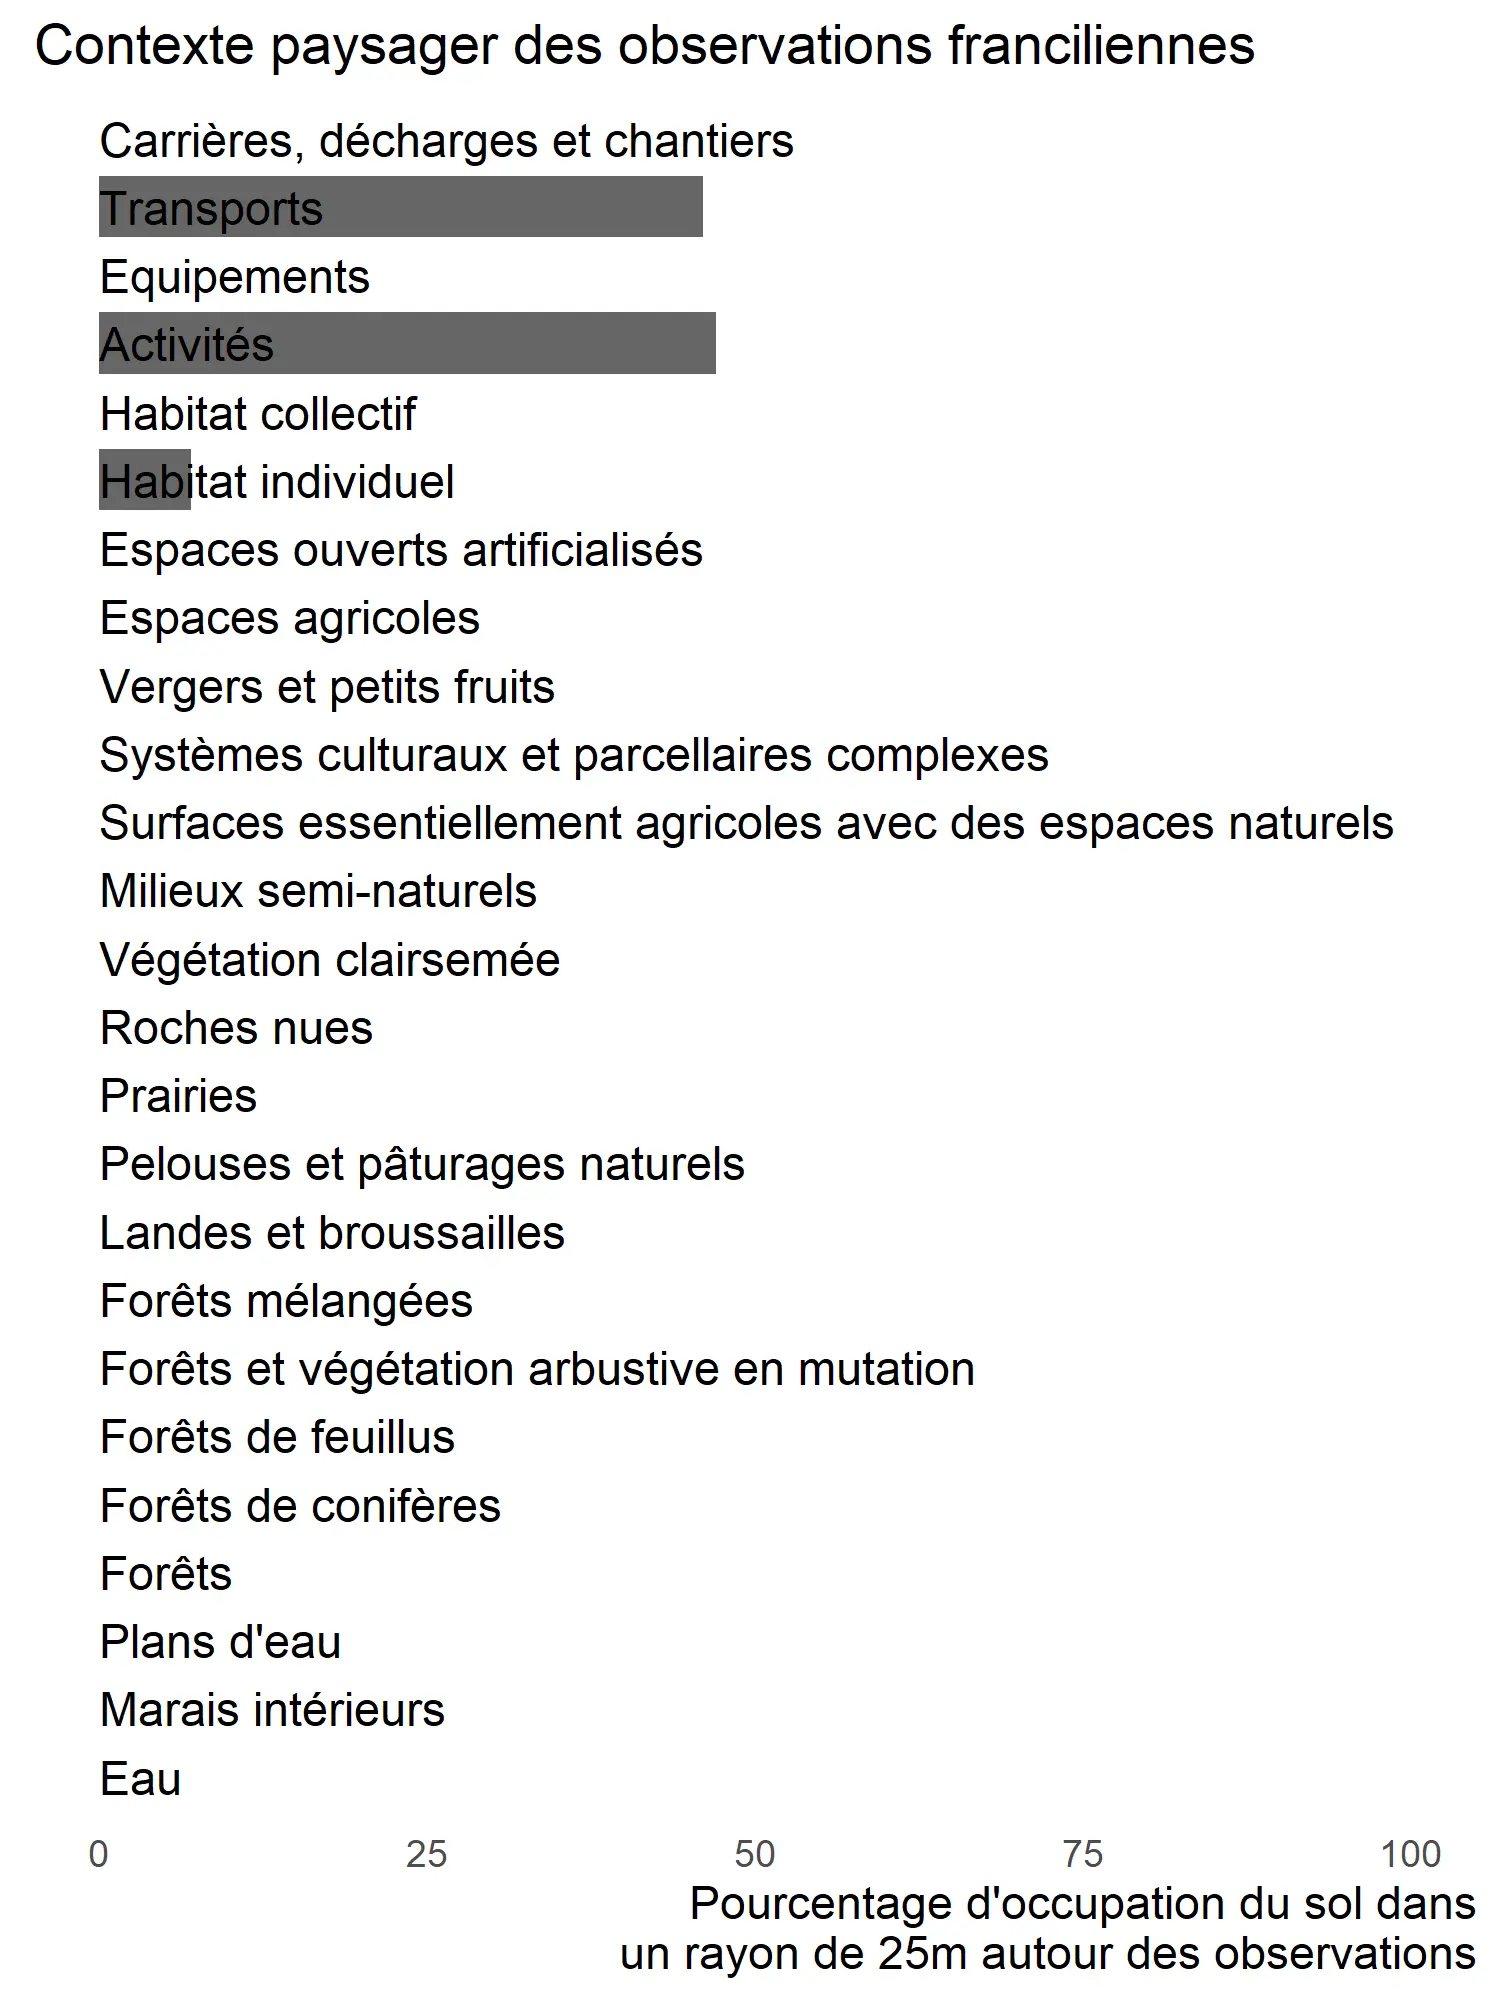 Contexte paysager des observations franciliennes
Carrières, décharges et chantiers
Transports
Equipements
Activités
Habitat collectif
Habitat individuel
Espaces ouverts artificialisés
Espaces agricoles
Vergers et petits fruits
Systèmes culturaux et parcellaires complexes
Surfaces essentiellement agricoles avec des espaces naturels
Milieux semi-naturels
Végétation clairsemée
Roches nues
Prairies
Pelouses et pâturages naturels
Landes et broussailles
Forêts mélangées
Forêts et végétation arbustive en mutation
Forêts de feuillus
Forêts de conifères
Forêts
Plans d'eau
Marais intérieurs
Eau
0 25 50 75 100
Pourcentage d'occupation du sol dans
un rayon de 25m autour des observations